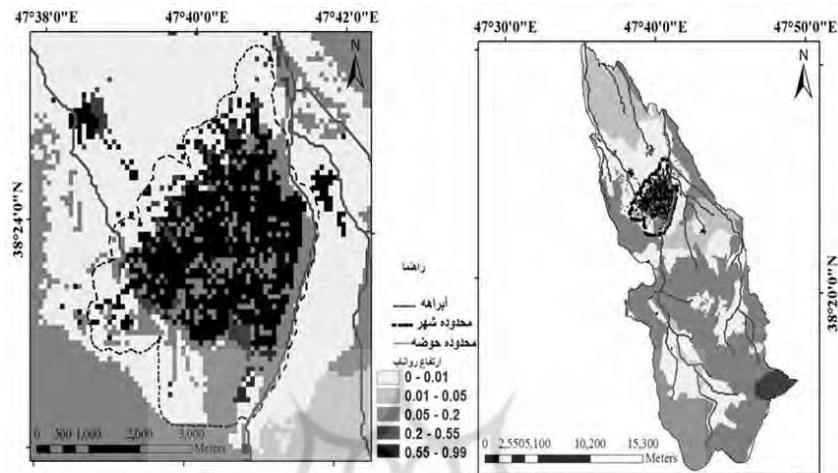 47°38'0"E 47°40'0"E 47°42'0"E
N
38°24'0"N
0 500 1,000 2,000 3,000
Meters
راهنما
آبراهه
محدوده شهر
محدوده حوضه
ارتفاع رواناب
0 - 0.01
0.01 - 0.05
0.05 - 0.2
0.2 - 0.55
0.55 - 0.99
47°30'0"E 47°40'0"E 47°50'0"E
N
38°20'0"N
0 2,550 5,100 10,200 15,300
Meters